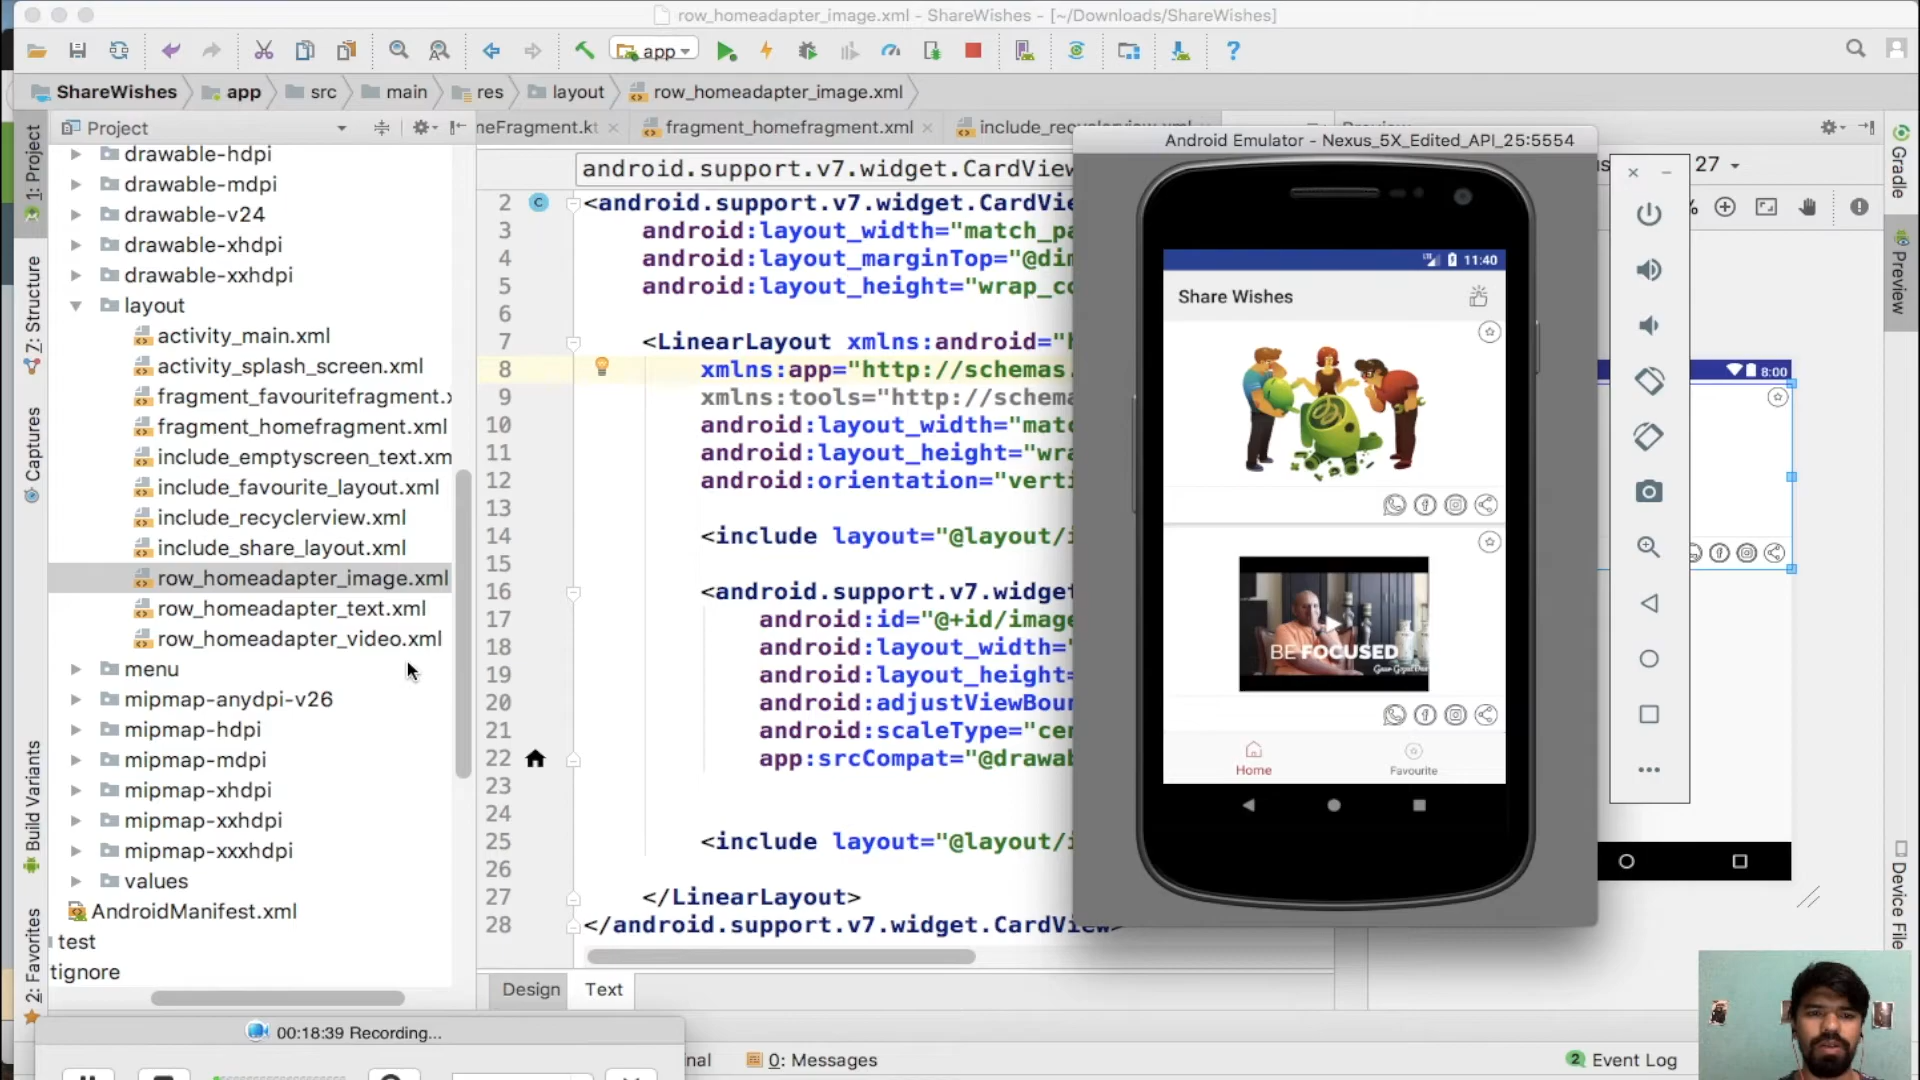 row_homeadapter_image.xml - ShareWishes - [~/Downloads/ShareWishes]
app
ShareWishes app src main res layout row_homeadapter_image.xml
Project
meFragment.kt fragment_homefragment.xml
android.support.v7.widget.CardView
27
1: Project
Z: Structure
Captures
Build Variants
2: Favorites
drawable-hdpi
drawable-mdpi
drawable-v24
drawable-xhdpi
drawable-xxhdpi
layout
activity_main.xml
activity_splash_screen.xml
fragment_favouritefragment.x
fragment_homefragment.xml
include_emptyscreen_text.xm
include_favourite_layout.xml
include_recyclerview.xml
include_share_layout.xml
row_homeadapter_image.xml
row_homeadapter_text.xml
row_homeadapter_video.xml
menu
mipmap-anydpi-v26
mipmap-hdpi
mipmap-mdpi
mipmap-xhdpi
mipmap-xxhdpi
mipmap-xxxhdpi
values
AndroidManifest.xml
test
tignore
2 <android.support.v7.widget.CardVie
3 android:layout_width="match_pa
4 android:layout_marginTop="@dim
5 android:layout_height="wrap_co
6
7 <LinearLayout xmlns:android="h
8 xmlns:app="http://schemas.
9 xmlns:tools="http://schema
10 android:layout_width="matc
11 android:layout_height="wra
12 android:orientation="verti
13
14 <include layout="@layout/i
15
16 <android.support.v7.widget
17 android:id="@+id/image
18 android:layout_width="
19 android:layout_height=
20 android:adjustViewBoun
21 android:scaleType="cen
22 app:srcCompat="@drawab
23
24
25 <include layout="@layout/i
26
27 </LinearLayout>
28 </android.support.v7.widget.CardView>
Design Text
Android Emulator - Nexus_5X_Edited_API_25:5554
11:40
Share Wishes
BE FOCUSED
Home Favourite
8:00
Gradle
Preview
Device File
00:18:39 Recording...
nal 0: Messages
2 Event Log